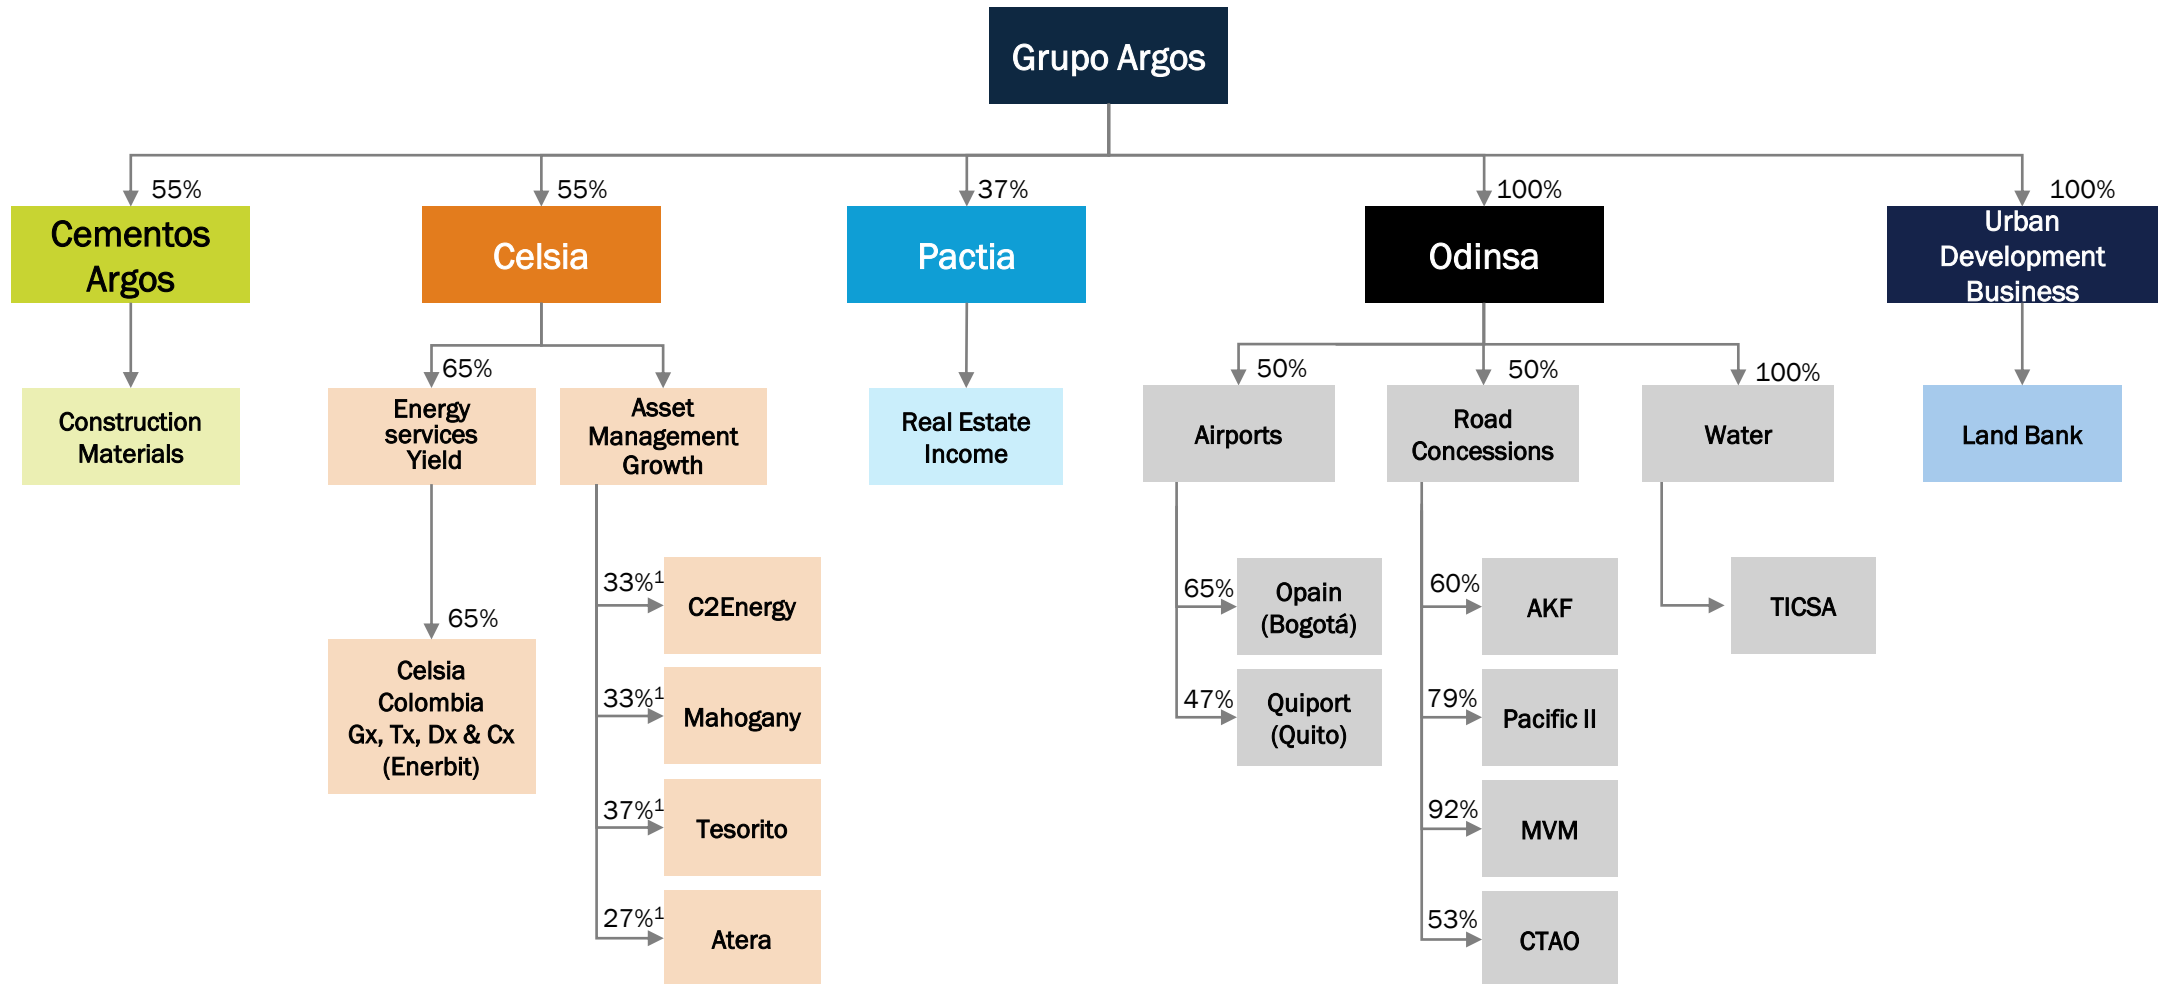 Grupo Argos
55%
55%
37%
100%
100%
Cementos
Argos
Celsia
Pactia
Odinsa
Urban
Development
Business
65%
50%
50%
100%
Construction
Materials
Energy
services
Yield
Asset
Management
Growth
Real Estate
Income
Airports
Road
Concessions
Water
Land Bank
65%
Celsia
Colombia
Gx, Tx, Dx & Cx
(Enerbit)
33%¹
C2Energy
33%¹
Mahogany
37%¹
Tesorito
27%¹
Atera
65%
Opain
(Bogotá)
47%
Quiport
(Quito)
60%
AKF
79%
Pacific II
92%
MVM
53%
CTAO
TICSA